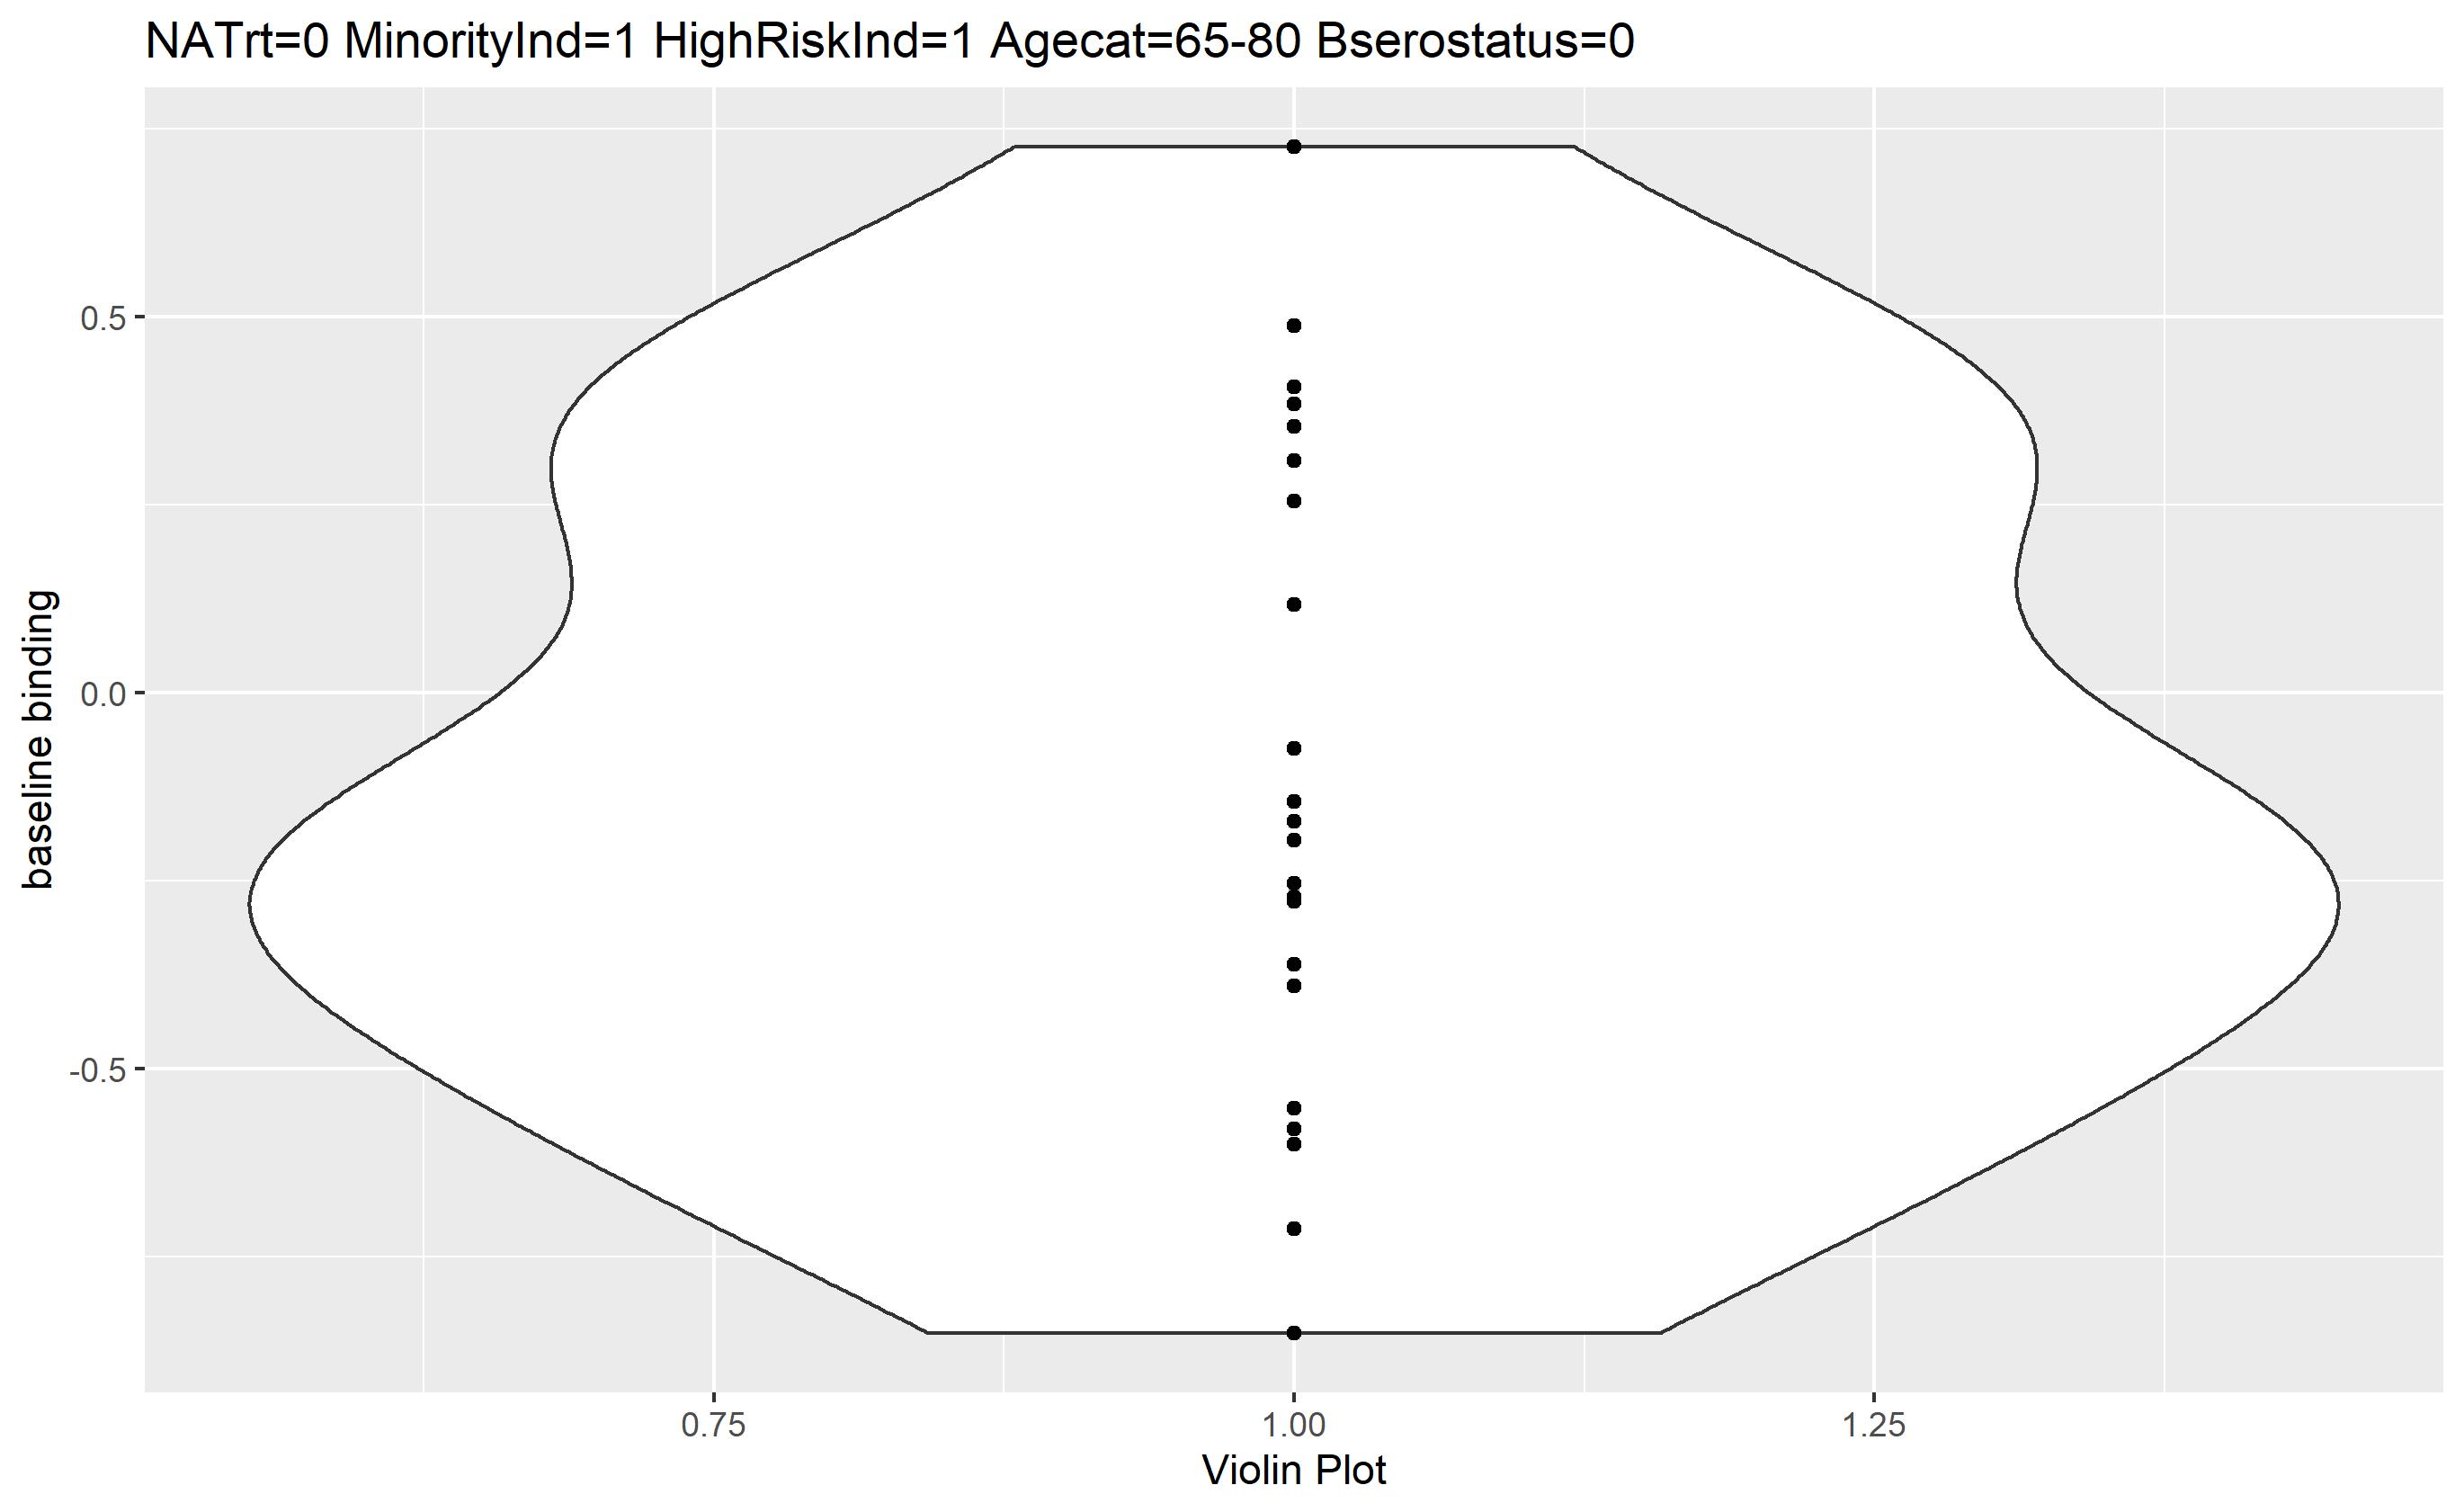 NATrt=0 MinorityInd=1 HighRiskInd=1 Agecat=65-80 Bserostatus=0
baseline binding
0.5
0.0
-0.5
0.75
1.00
1.25
Violin Plot